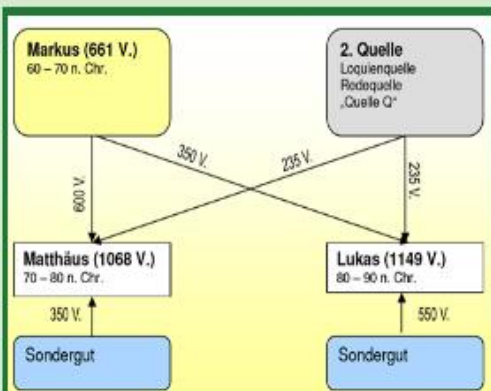 Markus (661 V.)
60 – 70 n. Chr.
2. Quelle
Loquienquelle
Redequelle
„Quelle Q“
600 V.
350 V.
235 V.
235 V.
Matthäus (1068 V.)
70 – 80 n. Chr.
Lukas (1149 V.)
80 – 90 n. Chr.
350 V.
550 V.
Sondergut
Sondergut